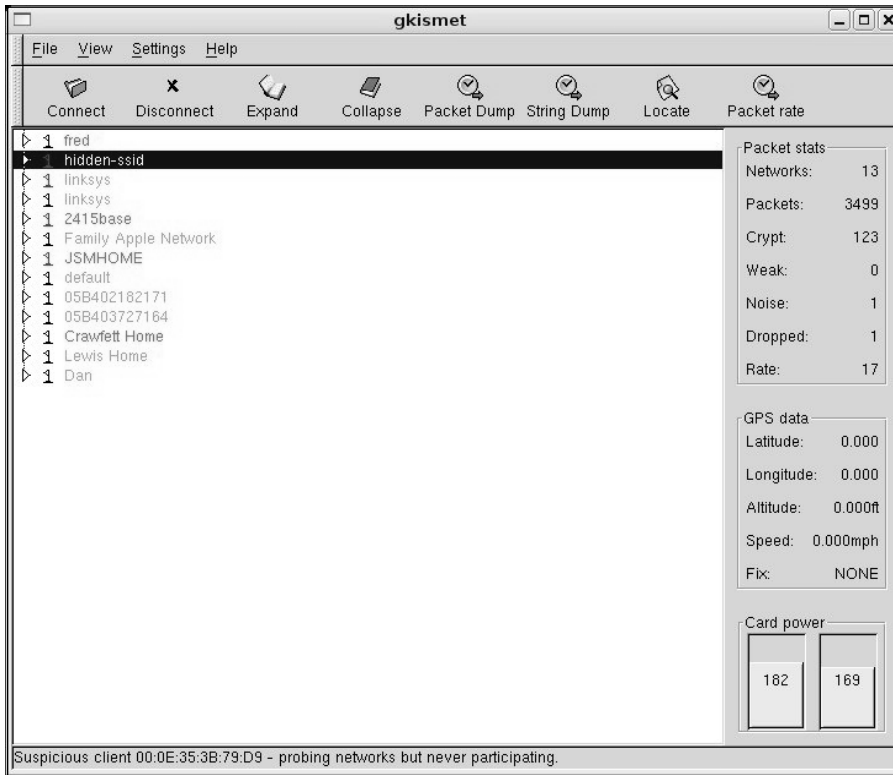 gkismet
File View Settings Help
Connect Disconnect Expand Collapse Packet Dump String Dump Locate Packet rate
1 fred
1 hidden-ssid
1 linksys
1 linksys
1 2415base
1 Family Apple Network
1 JSMHOME
1 default
1 05B402182171
1 05B403727164
1 Crawfett Home
1 Lewis Home
1 Dan
Packet stats
Networks: 13
Packets: 3499
Crypt: 123
Weak: 0
Noise: 1
Dropped: 1
Rate: 17
GPS data
Latitude: 0.000
Longitude: 0.000
Altitude: 0.000ft
Speed: 0.000mph
Fix: NONE
Card power
182 169
Suspicious client 00:0E:35:3B:79:D9 - probing networks but never participating.